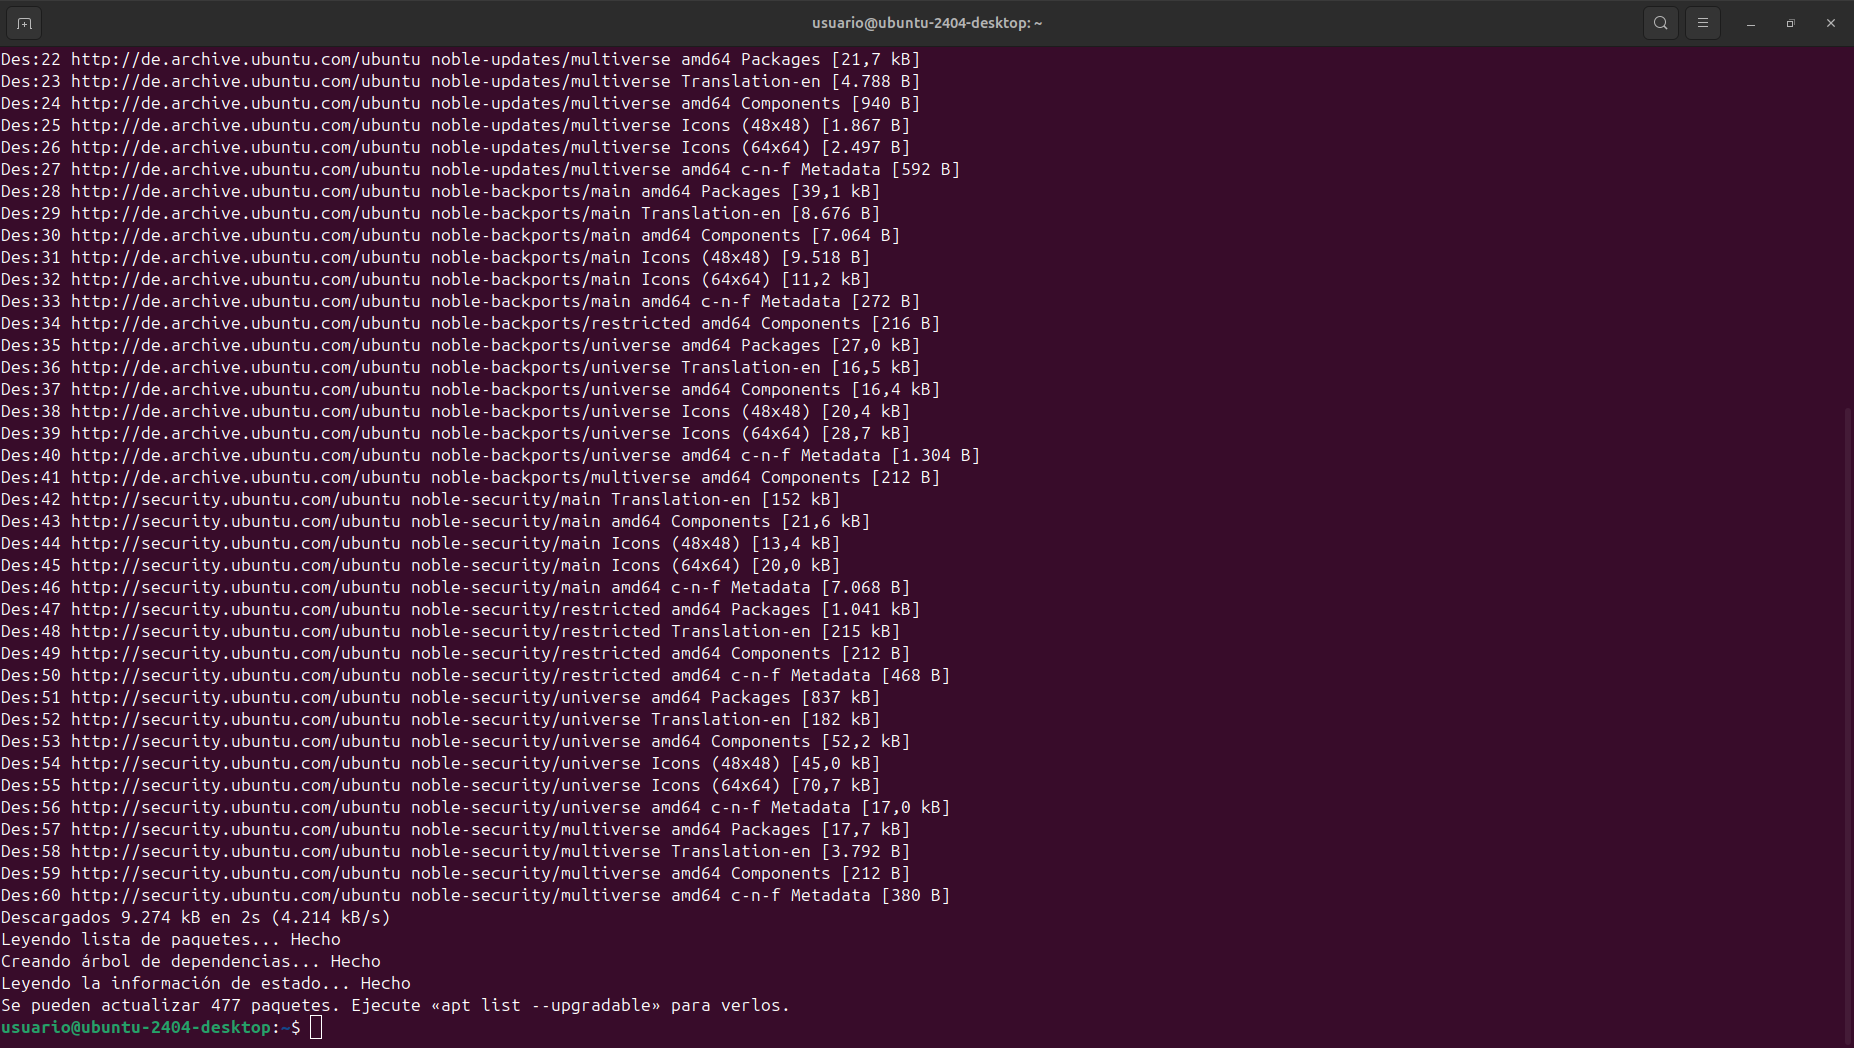 usuario@ubuntu-2404-desktop: ~
Des:22 http://de.archive.ubuntu.com/ubuntu noble-updates/multiverse amd64 Packages [21,7 kB]
Des:23 http://de.archive.ubuntu.com/ubuntu noble-updates/multiverse Translation-en [4.788 B]
Des:24 http://de.archive.ubuntu.com/ubuntu noble-updates/multiverse amd64 Components [940 B]
Des:25 http://de.archive.ubuntu.com/ubuntu noble-updates/multiverse Icons (48x48) [1.867 B]
Des:26 http://de.archive.ubuntu.com/ubuntu noble-updates/multiverse Icons (64x64) [2.497 B]
Des:27 http://de.archive.ubuntu.com/ubuntu noble-updates/multiverse amd64 c-n-f Metadata [592 B]
Des:28 http://de.archive.ubuntu.com/ubuntu noble-backports/main amd64 Packages [39,1 kB]
Des:29 http://de.archive.ubuntu.com/ubuntu noble-backports/main Translation-en [8.676 B]
Des:30 http://de.archive.ubuntu.com/ubuntu noble-backports/main amd64 Components [7.064 B]
Des:31 http://de.archive.ubuntu.com/ubuntu noble-backports/main Icons (48x48) [9.518 B]
Des:32 http://de.archive.ubuntu.com/ubuntu noble-backports/main Icons (64x64) [11,2 kB]
Des:33 http://de.archive.ubuntu.com/ubuntu noble-backports/main amd64 c-n-f Metadata [272 B]
Des:34 http://de.archive.ubuntu.com/ubuntu noble-backports/restricted amd64 Components [216 B]
Des:35 http://de.archive.ubuntu.com/ubuntu noble-backports/universe amd64 Packages [27,0 kB]
Des:36 http://de.archive.ubuntu.com/ubuntu noble-backports/universe Translation-en [16,5 kB]
Des:37 http://de.archive.ubuntu.com/ubuntu noble-backports/universe amd64 Components [16,4 kB]
Des:38 http://de.archive.ubuntu.com/ubuntu noble-backports/universe Icons (48x48) [20,4 kB]
Des:39 http://de.archive.ubuntu.com/ubuntu noble-backports/universe Icons (64x64) [28,7 kB]
Des:40 http://de.archive.ubuntu.com/ubuntu noble-backports/universe amd64 c-n-f Metadata [1.304 B]
Des:41 http://de.archive.ubuntu.com/ubuntu noble-backports/multiverse amd64 Components [212 B]
Des:42 http://security.ubuntu.com/ubuntu noble-security/main Translation-en [152 kB]
Des:43 http://security.ubuntu.com/ubuntu noble-security/main amd64 Components [21,6 kB]
Des:44 http://security.ubuntu.com/ubuntu noble-security/main Icons (48x48) [13,4 kB]
Des:45 http://security.ubuntu.com/ubuntu noble-security/main Icons (64x64) [20,0 kB]
Des:46 http://security.ubuntu.com/ubuntu noble-security/main amd64 c-n-f Metadata [7.068 B]
Des:47 http://security.ubuntu.com/ubuntu noble-security/restricted amd64 Packages [1.041 kB]
Des:48 http://security.ubuntu.com/ubuntu noble-security/restricted Translation-en [215 kB]
Des:49 http://security.ubuntu.com/ubuntu noble-security/restricted amd64 Components [212 B]
Des:50 http://security.ubuntu.com/ubuntu noble-security/restricted amd64 c-n-f Metadata [468 B]
Des:51 http://security.ubuntu.com/ubuntu noble-security/universe amd64 Packages [837 kB]
Des:52 http://security.ubuntu.com/ubuntu noble-security/universe Translation-en [182 kB]
Des:53 http://security.ubuntu.com/ubuntu noble-security/universe amd64 Components [52,2 kB]
Des:54 http://security.ubuntu.com/ubuntu noble-security/universe Icons (48x48) [45,0 kB]
Des:55 http://security.ubuntu.com/ubuntu noble-security/universe Icons (64x64) [70,7 kB]
Des:56 http://security.ubuntu.com/ubuntu noble-security/universe amd64 c-n-f Metadata [17,0 kB]
Des:57 http://security.ubuntu.com/ubuntu noble-security/multiverse amd64 Packages [17,7 kB]
Des:58 http://security.ubuntu.com/ubuntu noble-security/multiverse Translation-en [3.792 B]
Des:59 http://security.ubuntu.com/ubuntu noble-security/multiverse amd64 Components [212 B]
Des:60 http://security.ubuntu.com/ubuntu noble-security/multiverse amd64 c-n-f Metadata [380 B]
Descargados 9.274 kB en 2s (4.214 kB/s)
Leyendo lista de paquetes... Hecho
Creando árbol de dependencias... Hecho
Leyendo la información de estado... Hecho
Se pueden actualizar 477 paquetes. Ejecute «apt list --upgradable» para verlos.
usuario@ubuntu-2404-desktop:~$